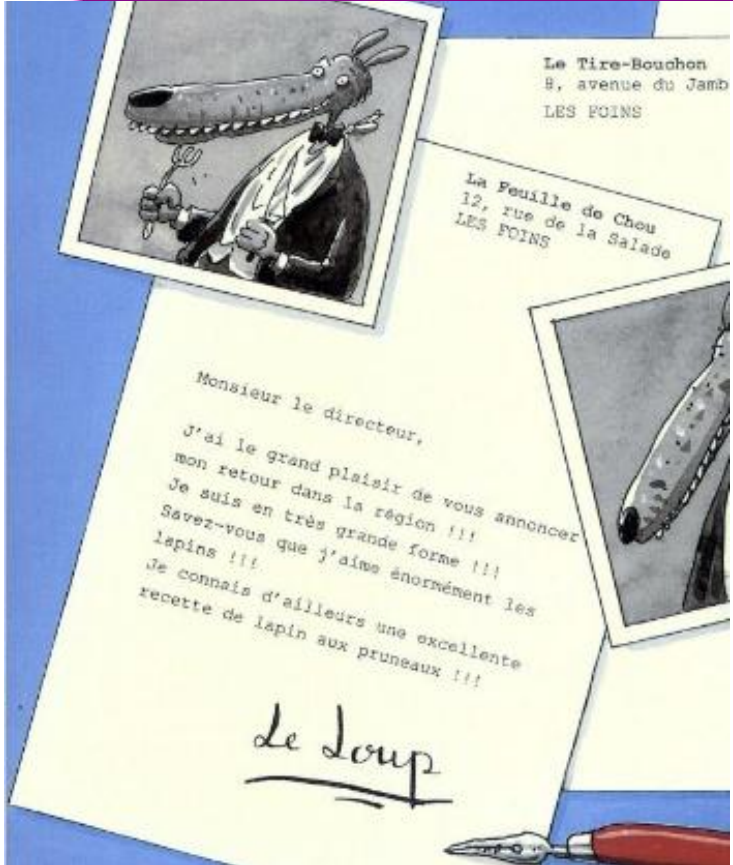 Le Tire-Bouchon
8, avenue du Jamb
LES FOINS
La Feuille de Chou
12, rue de la Salade
LES FOINS
Monsieur le directeur,
J'ai le grand plaisir de vous annoncer
mon retour dans la région !!!
Je suis en très grande forme !!!
Savez-vous que j'aime énormément les
lapins !!!
Je connais d'ailleurs une excellente
recette de lapin aux pruneaux !!!
Le Loup